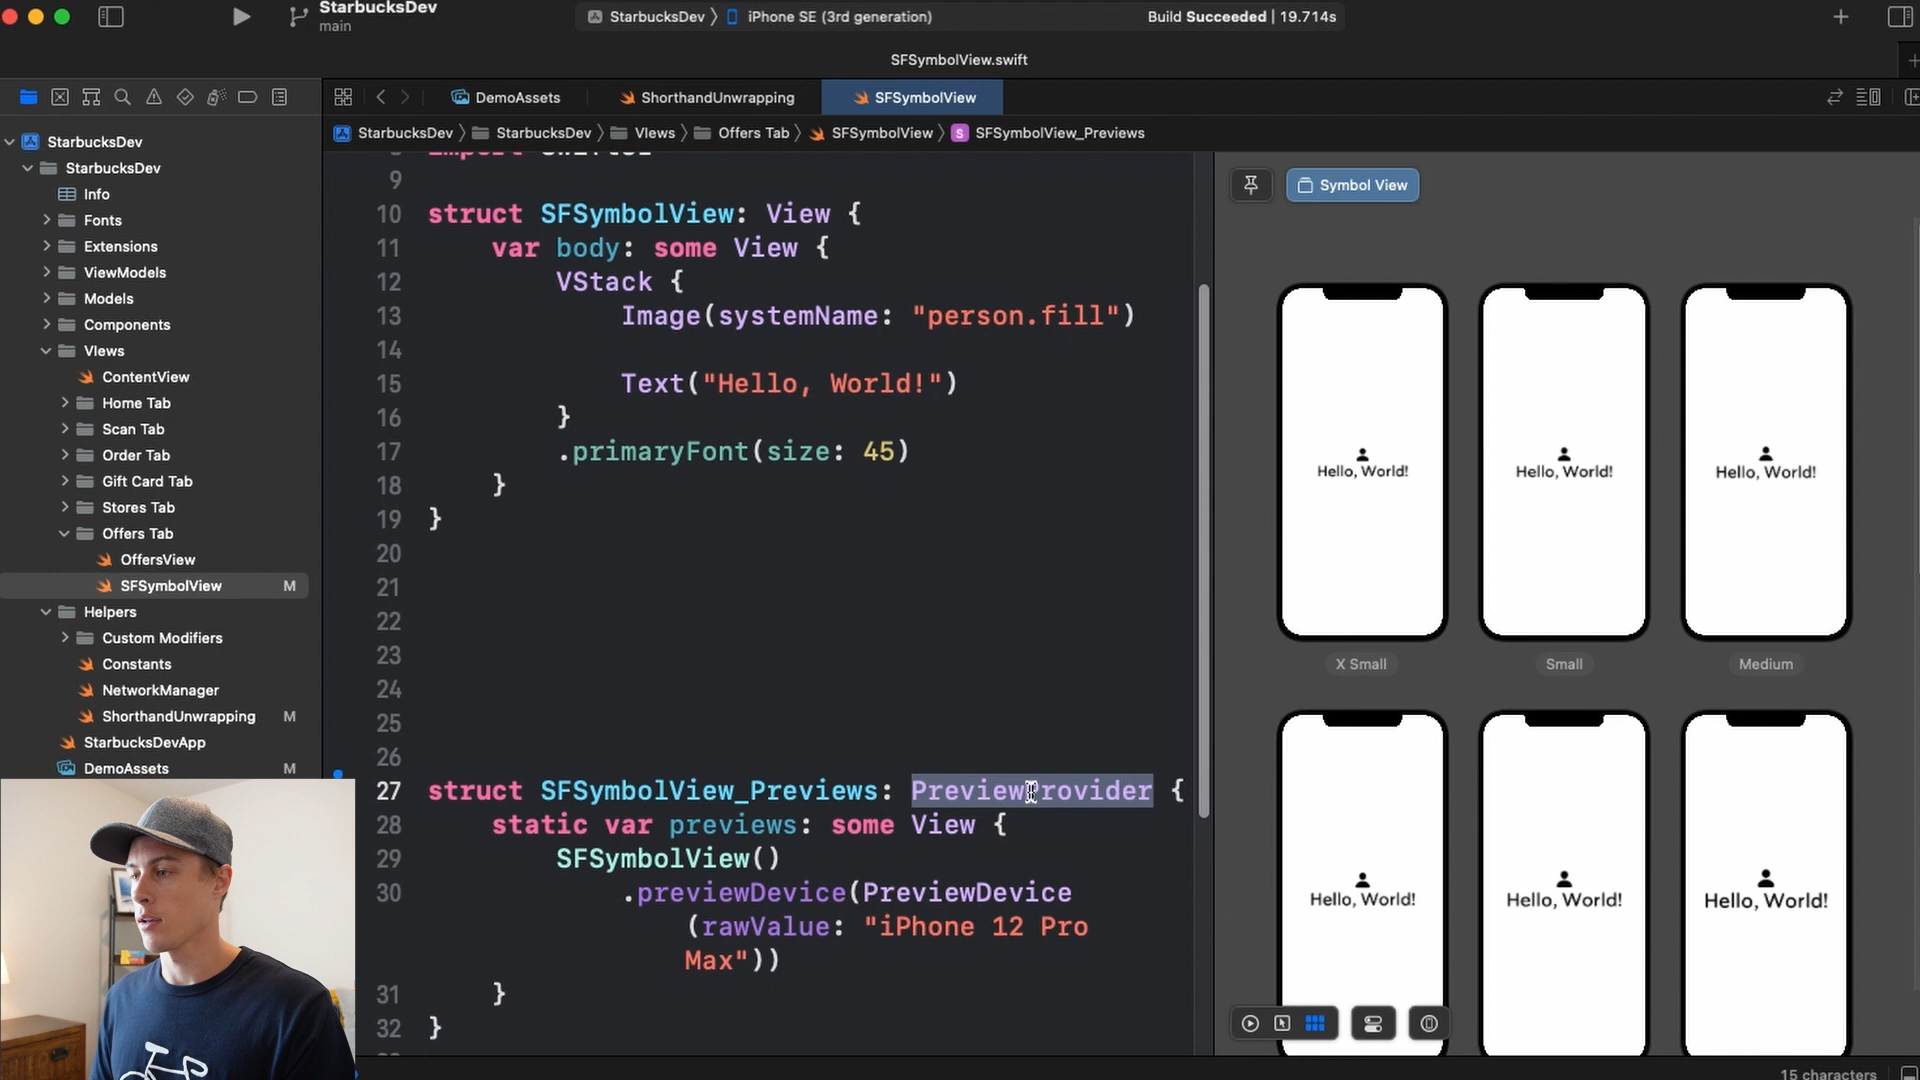 StarbucksDev
main
StarbucksDev
iPhone SE (3rd generation)
Build Succeeded | 19.714s
SFSymbolView.swift
DemoAssets
ShorthandUnwrapping
SFSymbolView
StarbucksDev
StarbucksDev
VIews
Offers Tab
SFSymbolView
S
SFSymbolView_Previews
StarbucksDev
StarbucksDev
Info
Fonts
Extensions
ViewModels
Models
Components
VIews
ContentView
Home Tab
Scan Tab
Order Tab
Gift Card Tab
Stores Tab
Offers Tab
OffersView
SFSymbolView M
Helpers
Custom Modifiers
Constants
NetworkManager
ShorthandUnwrapping M
StarbucksDevApp
DemoAssets M
9
10 struct SFSymbolView: View {
11 var body: some View {
12 VStack {
13 Image(systemName: "person.fill")
14
15 Text("Hello, World!")
16 }
17 .primaryFont(size: 45)
18 }
19 }
20
21
22
23
24
25
26
27 struct SFSymbolView_Previews: PreviewProvider {
28 static var previews: some View {
29 SFSymbolView()
30 .previewDevice(PreviewDevice
(rawValue: "iPhone 12 Pro
Max"))
31 }
32 }
Symbol View
Hello, World!
Hello, World!
Hello, World!
X Small
Small
Medium
Hello, World!
Hello, World!
Hello, World!
15 characters